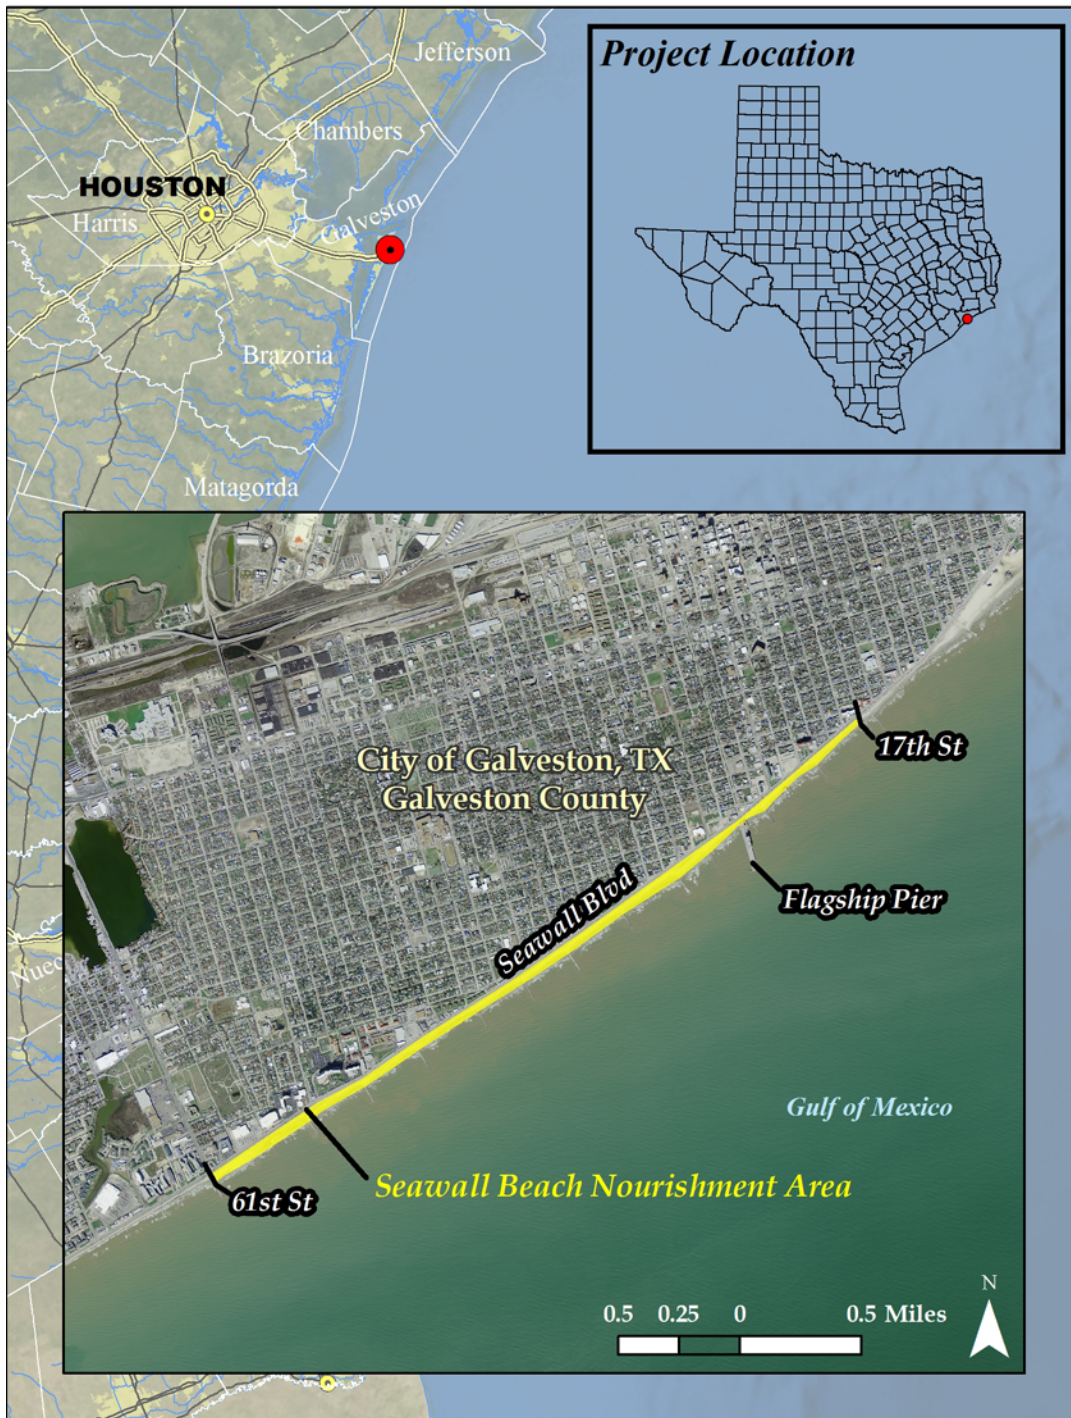 Jefferson
Project Location
Chambers
HOUSTON
Harris
Galveston
Brazoria
Matagorda
City of Galveston, TX
Galveston County
17th St
Flagship Pier
Seawall Blvd
Gulf of Mexico
Seawall Beach Nourishment Area
61st St
N
0.5 0.25 0 0.5 Miles